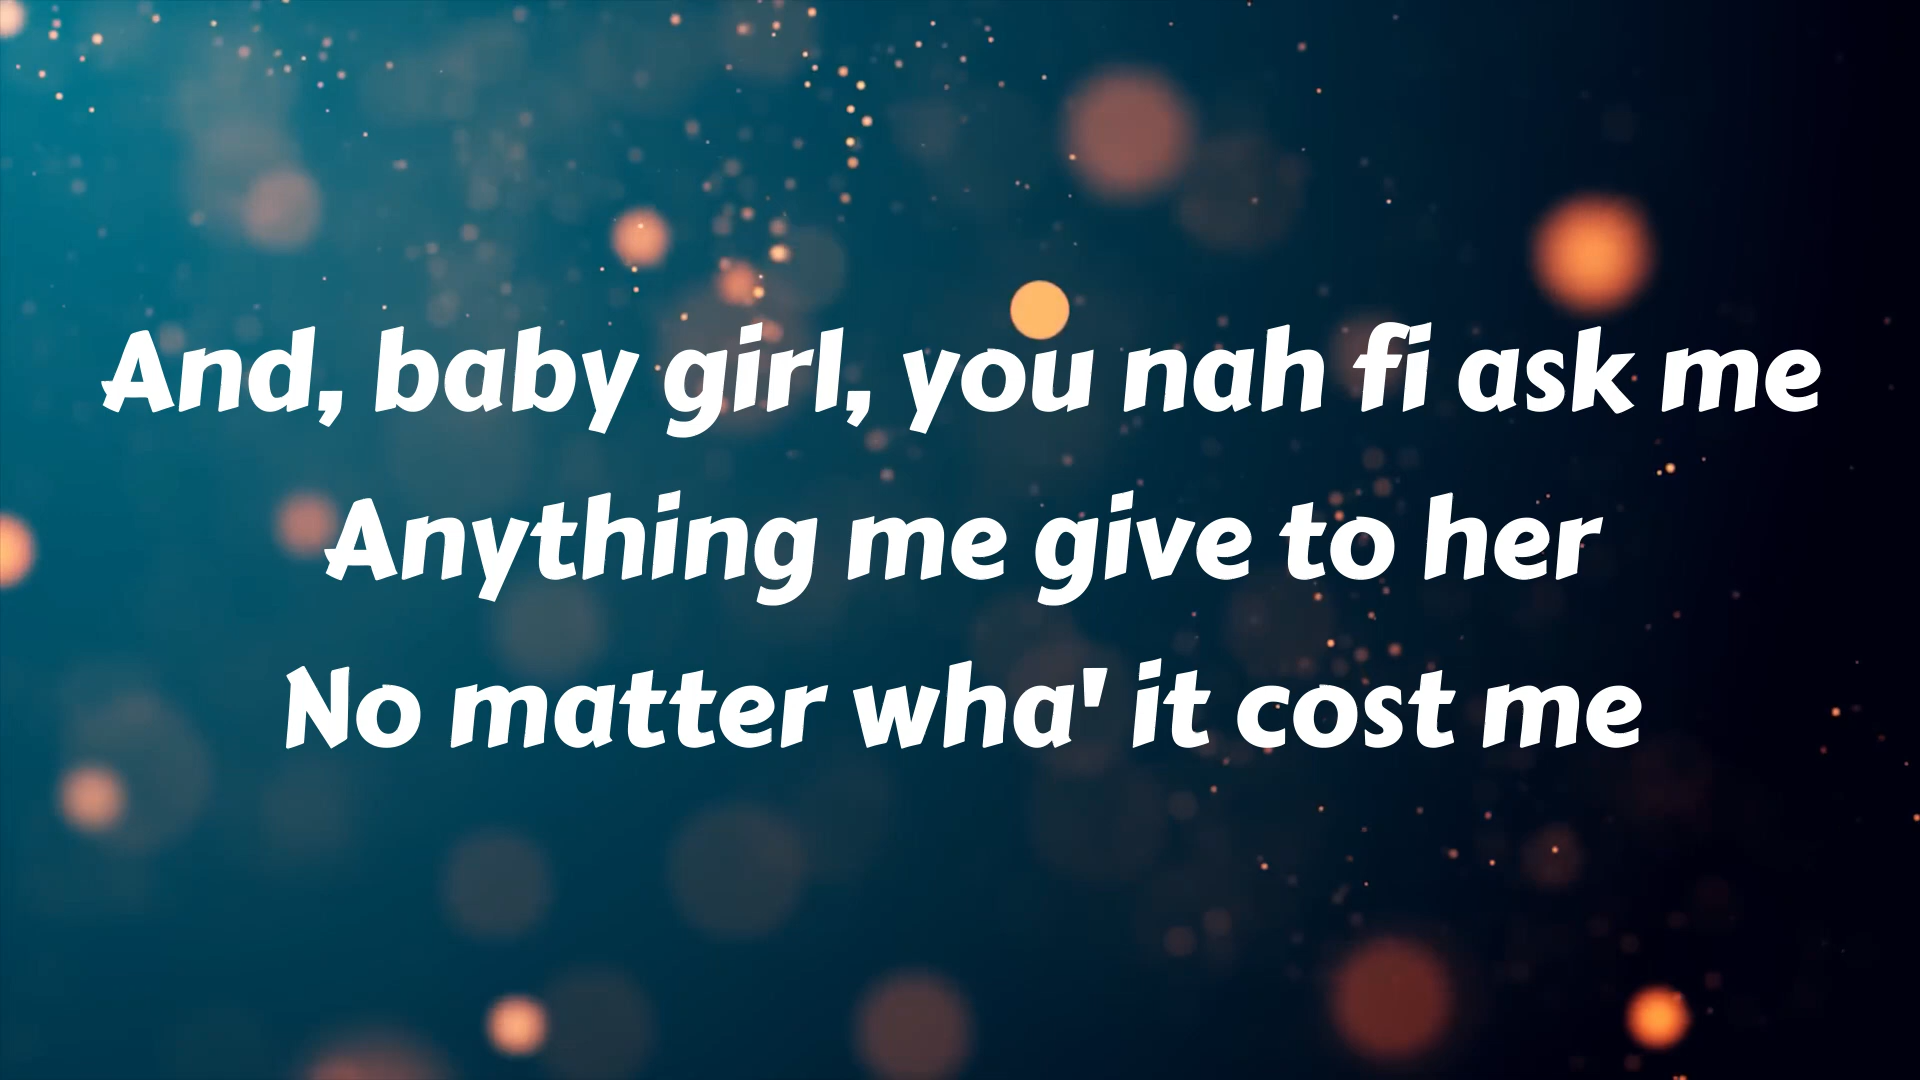 And, baby girl, you nah fi ask me
Anything me give to her
No matter wha' it cost me